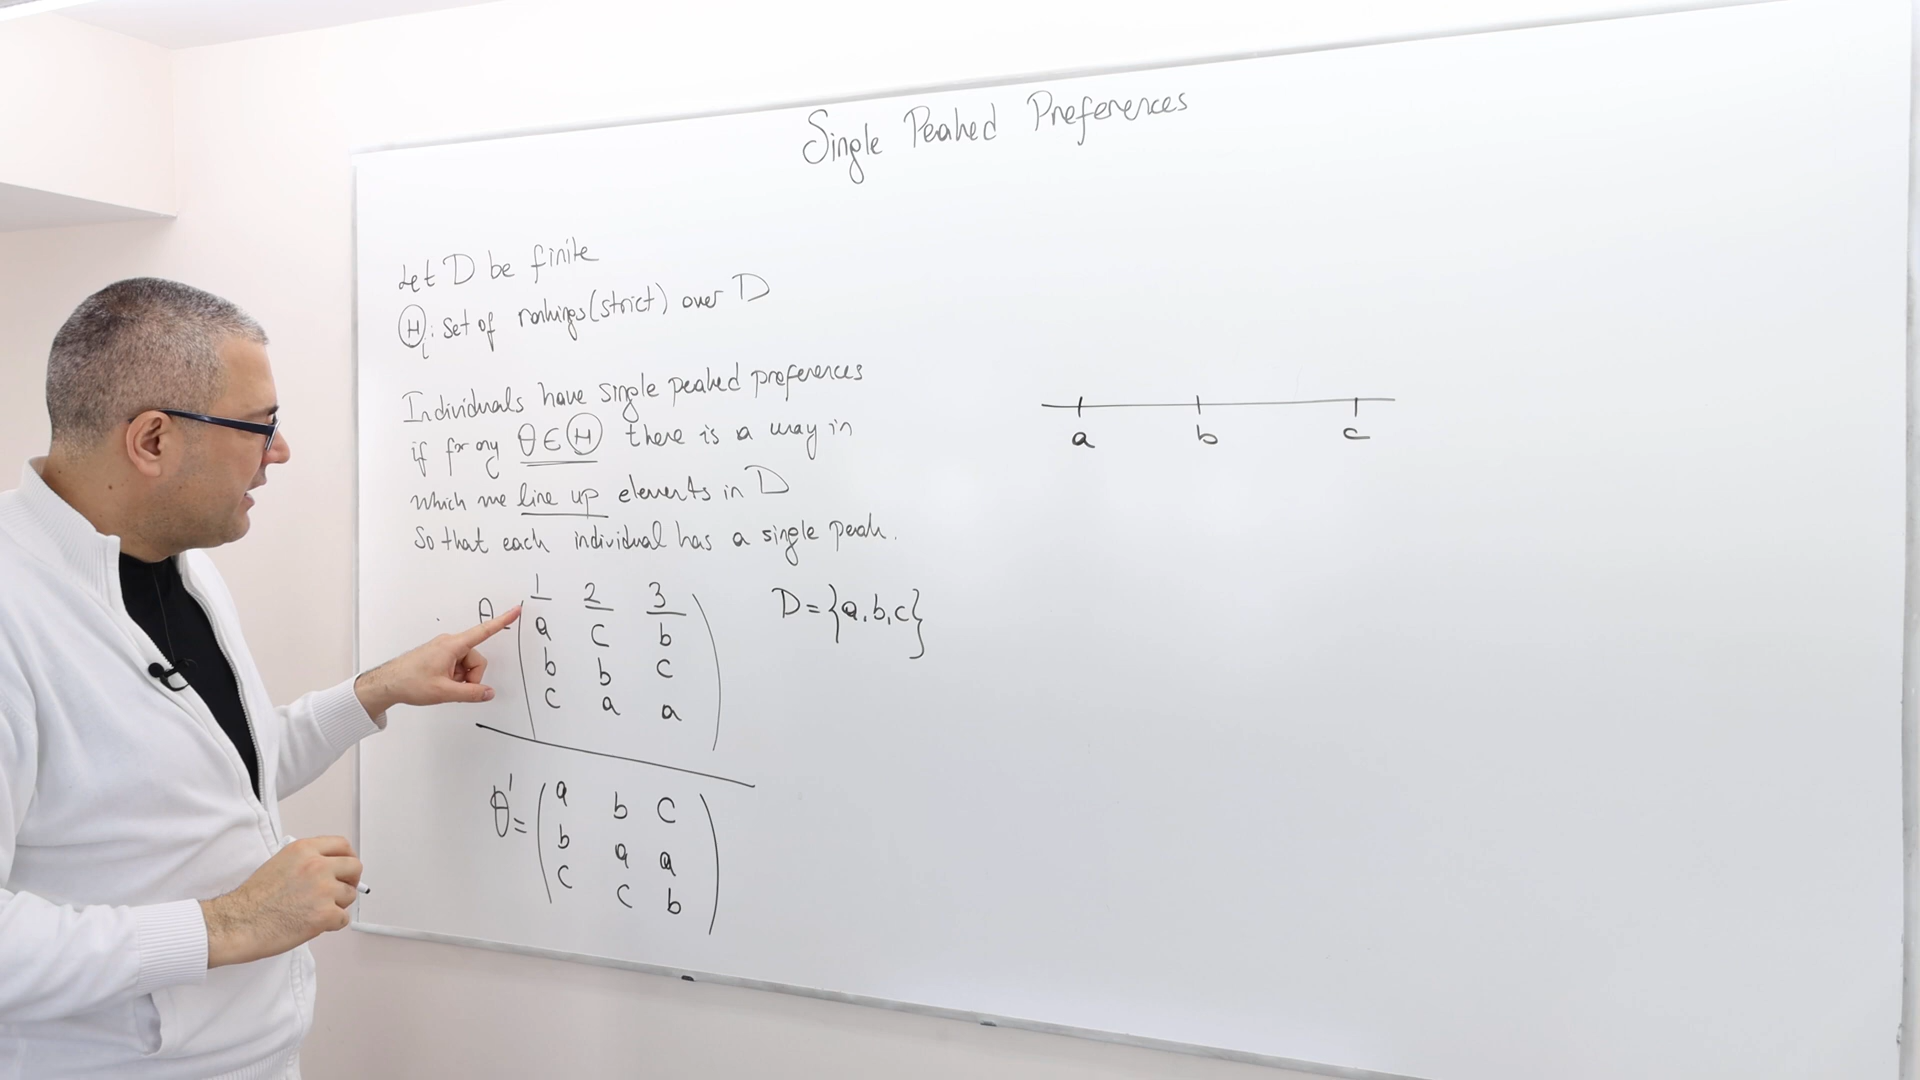 Single Peaked Preferences
Let D be finite
Ⓗi: Set of rankings (strict) over D
Individuals have single peaked preferences
if for any θ ∈ Ⓗ there is a way in
which we line up elements in D
So that each individual has a single peak.
1 2 3
θ = a c b
b b c
c a a
D = {a, b, c}
θ' = a b c
b a a
c c b
a b c